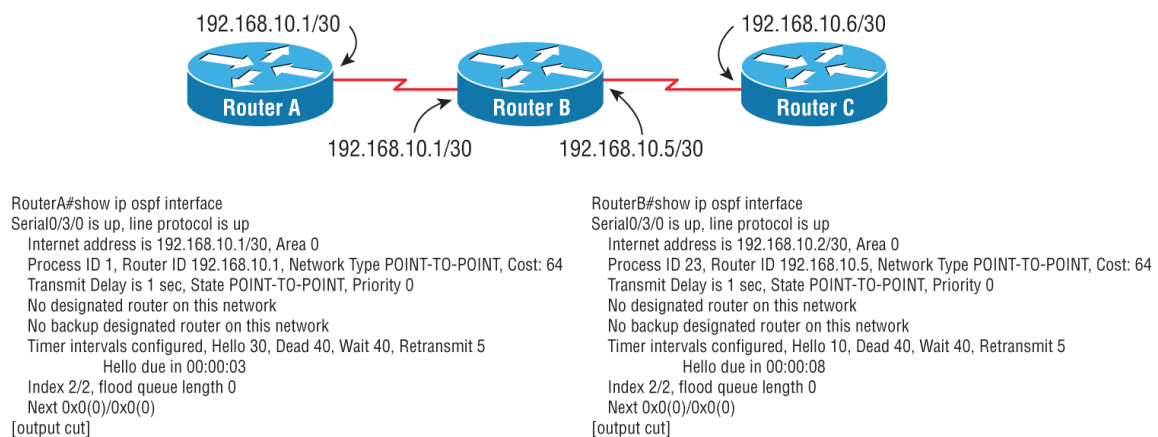 192.168.10.1/30
192.168.10.6/30
Router A
Router B
Router C
192.168.10.1/30
192.168.10.5/30
RouterA#show ip ospf interface
Serial0/3/0 is up, line protocol is up
Internet address is 192.168.10.1/30, Area 0
Process ID 1, Router ID 192.168.10.1, Network Type POINT-TO-POINT, Cost: 64
Transmit Delay is 1 sec, State POINT-TO-POINT, Priority 0
No designated router on this network
No backup designated router on this network
Timer intervals configured, Hello 30, Dead 40, Wait 40, Retransmit 5
Hello due in 00:00:03
Index 2/2, flood queue length 0
Next 0x0(0)/0x0(0)
[output cut]
RouterB#show ip ospf interface
Serial0/3/0 is up, line protocol is up
Internet address is 192.168.10.2/30, Area 0
Process ID 23, Router ID 192.168.10.5, Network Type POINT-TO-POINT, Cost: 64
Transmit Delay is 1 sec, State POINT-TO-POINT, Priority 0
No designated router on this network
No backup designated router on this network
Timer intervals configured, Hello 10, Dead 40, Wait 40, Retransmit 5
Hello due in 00:00:08
Index 2/2, flood queue length 0
Next 0x0(0)/0x0(0)
[output cut]